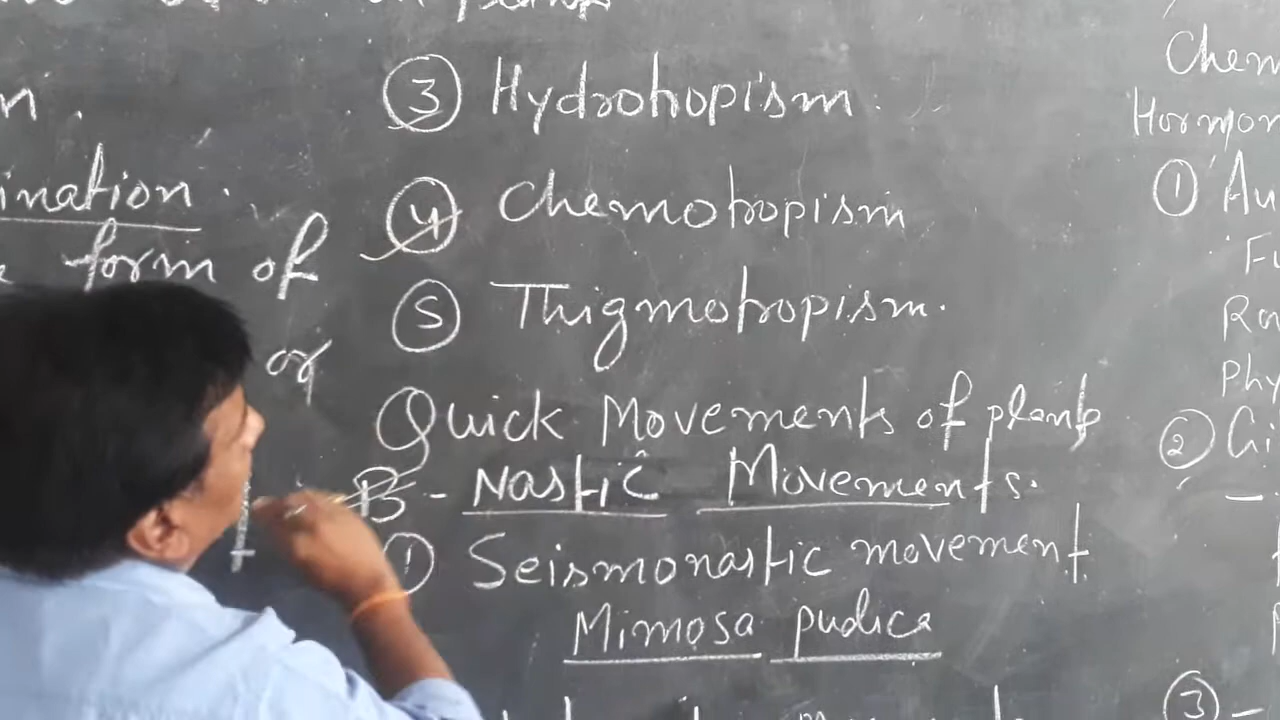 n.
ination.
form of
or
③ Hydrotropism.
④ Chemotropism
⑤ Thigmotropism.
Quick Movements of plants
B - Nastic Movements.
① Seismonastic movement
Mimosa pudica
Chem
Hormon
① Au
Fu
Ro
Phy
② Gi
-
③ -